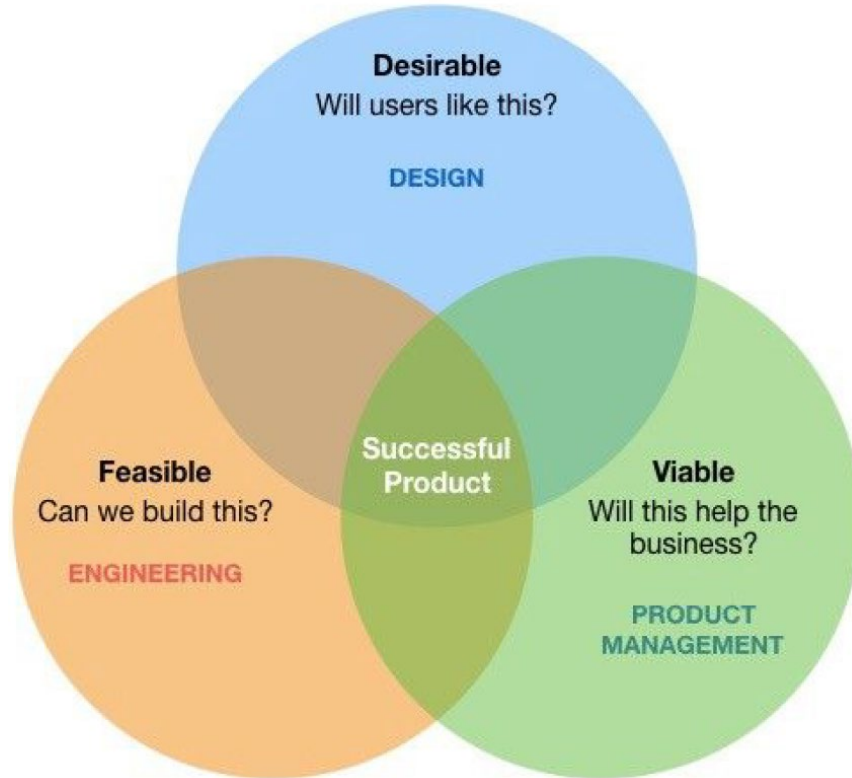 Desirable
Will users like this?
DESIGN
Feasible
Can we build this?
ENGINEERING
Successful
Product
Viable
Will this help the
business?
PRODUCT
MANAGEMENT